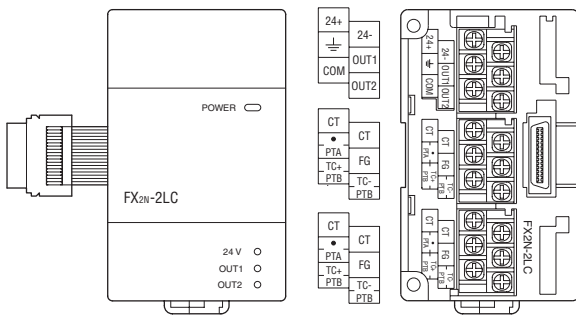 POWER
FX2N-2LC
24 V
OUT1
OUT2
24+
24-
COM
OUT1
OUT2
CT
CT
•
PTA
FG
TC+
PTB
TC-
PTB
CT
CT
•
PTA
FG
TC+
PTB
TC-
PTB
24+
24-
OUT1
COM
OUT2
CT
CT
•
PTA
FG
TC+
PTB
TC-
PTB
CT
CT
•
PTA
FG
TC+
PTB
TC-
PTB
FX2N-2LC